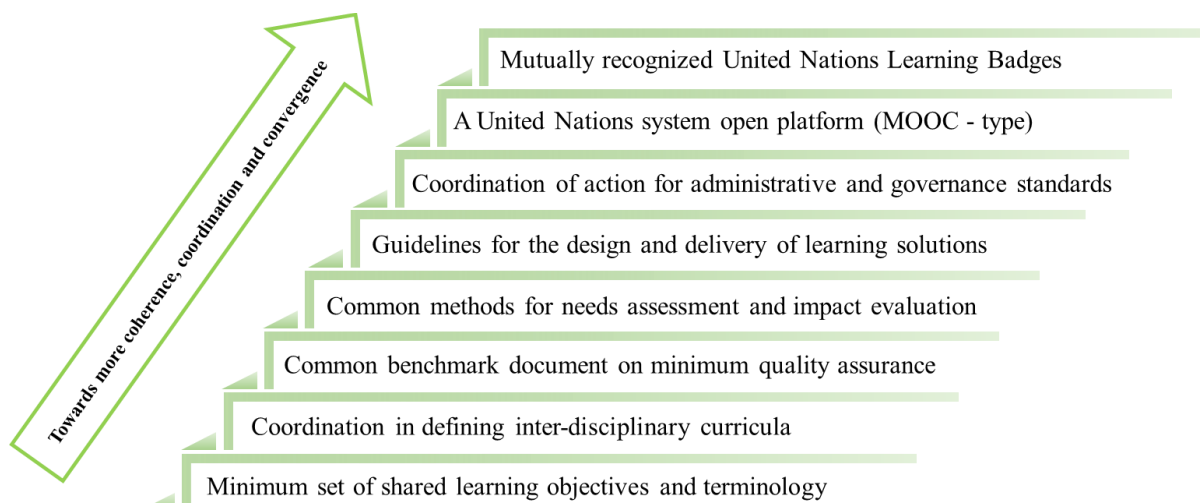 Towards more coherence, coordination and convergence
Mutually recognized United Nations Learning Badges
A United Nations system open platform (MOOC - type)
Coordination of action for administrative and governance standards
Guidelines for the design and delivery of learning solutions
Common methods for needs assessment and impact evaluation
Common benchmark document on minimum quality assurance
Coordination in defining inter-disciplinary curricula
Minimum set of shared learning objectives and terminology